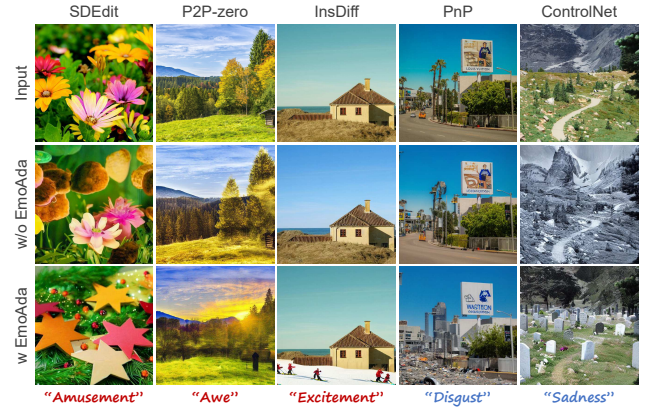 SDEdit P2P-zero InsDiff PnP ControlNet
Input
w/o EmoAda
w EmoAda
"Amusement" "Awe" "Excitement" "Disgust" "Sadness"